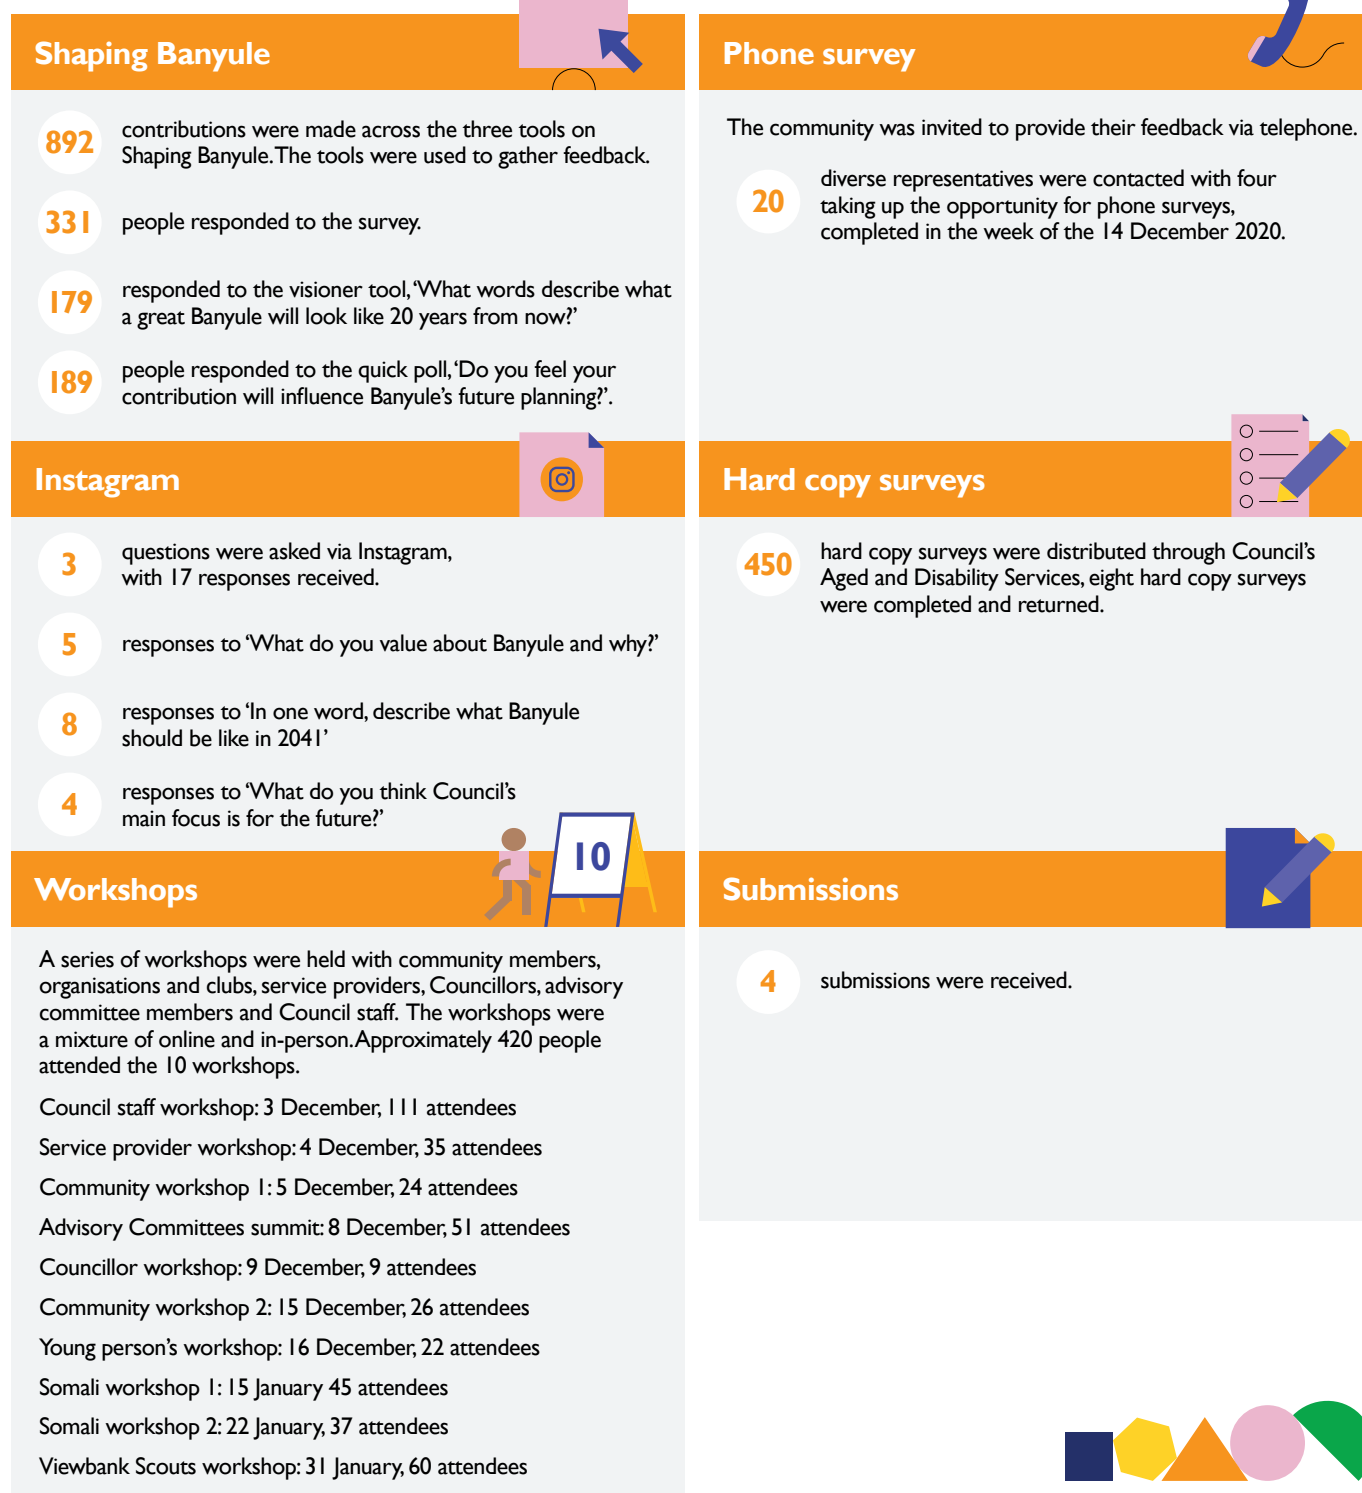 Shaping Banyule
892
contributions were made across the three tools on
Shaping Banyule. The tools were used to gather feedback.
331
people responded to the survey.
179
responded to the visioner tool, ‘What words describe what
a great Banyule will look like 20 years from now?’
189
people responded to the quick poll, ‘Do you feel your
contribution will influence Banyule’s future planning?’.
Phone survey
The community was invited to provide their feedback via telephone.
20
diverse representatives were contacted with four
taking up the opportunity for phone surveys,
completed in the week of the 14 December 2020.
Instagram
3
questions were asked via Instagram,
with 17 responses received.
5
responses to ‘What do you value about Banyule and why?’
8
responses to ‘In one word, describe what Banyule
should be like in 2041’
4
responses to ‘What do you think Council’s
main focus is for the future?’
Hard copy surveys
450
hard copy surveys were distributed through Council’s
Aged and Disability Services, eight hard copy surveys
were completed and returned.
Workshops
10
A series of workshops were held with community members,
organisations and clubs, service providers, Councillors, advisory
committee members and Council staff. The workshops were
a mixture of online and in-person. Approximately 420 people
attended the 10 workshops.
Council staff workshop: 3 December, 111 attendees
Service provider workshop: 4 December, 35 attendees
Community workshop 1: 5 December, 24 attendees
Advisory Committees summit: 8 December, 51 attendees
Councillor workshop: 9 December, 9 attendees
Community workshop 2: 15 December, 26 attendees
Young person’s workshop: 16 December, 22 attendees
Somali workshop 1: 15 January 45 attendees
Somali workshop 2: 22 January, 37 attendees
Viewbank Scouts workshop: 31 January, 60 attendees
Submissions
4
submissions were received.